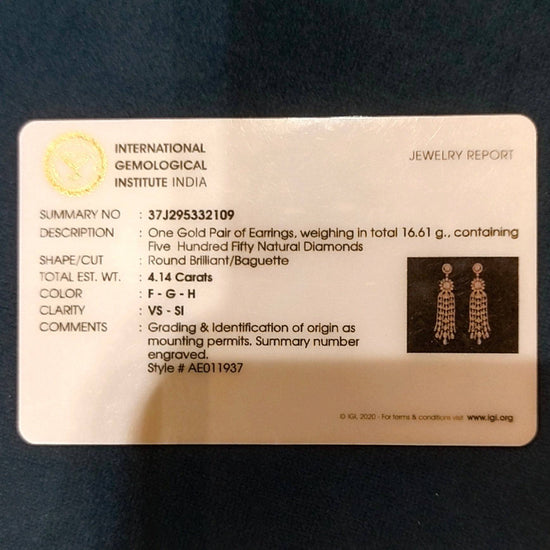 INTERNATIONAL
GEMOLOGICAL
INSTITUTE INDIA
JEWELRY REPORT
SUMMARY NO : 37J295332109
DESCRIPTION : One Gold Pair of Earrings, weighing in total 16.61 g., containing
Five Hundred Fifty Natural Diamonds
SHAPE/CUT : Round Brilliant/Baguette
TOTAL EST. WT. : 4.14 Carats
COLOR : F - G - H
CLARITY : VS - SI
COMMENTS : Grading & Identification of origin as
mounting permits. Summary number
engraved.
Style # AE011937
© IGI, 2020 - For terms & conditions visit www.igi.org